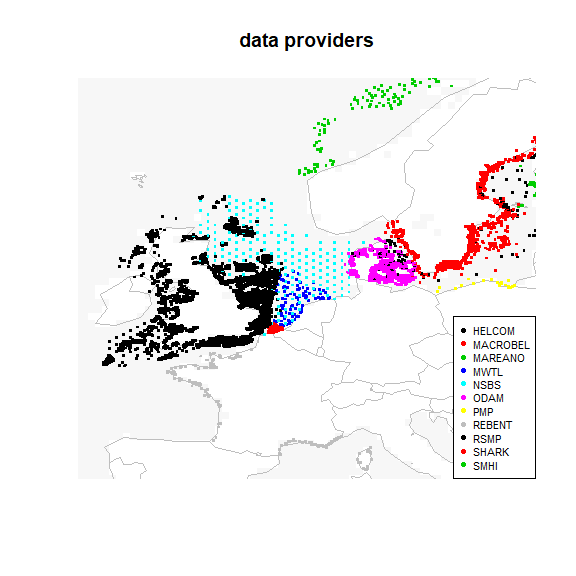 data providers
HELCOM
MACROBEL
MAREANO
MWTL
NSBS
ODAM
PMP
REBENT
RSMP
SHARK
SMHI